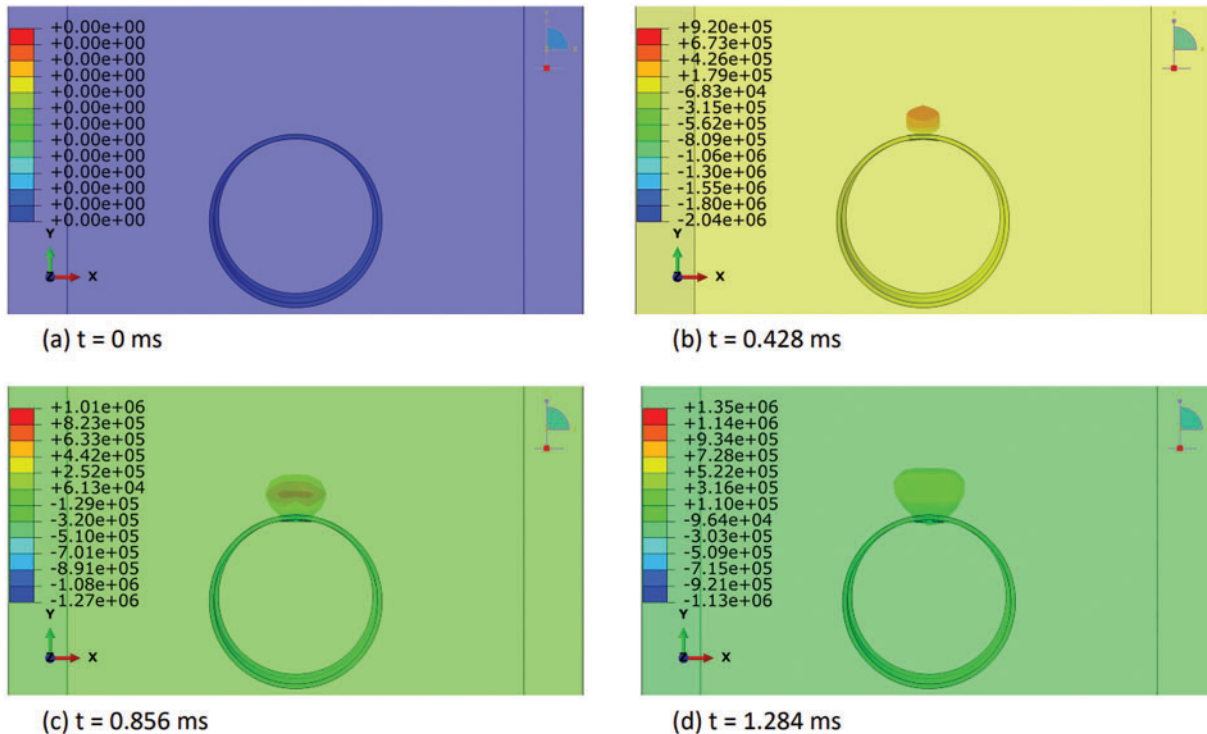 +0.00e+00
+0.00e+00
+0.00e+00
+0.00e+00
+0.00e+00
+0.00e+00
+0.00e+00
+0.00e+00
+0.00e+00
+0.00e+00
+0.00e+00
+0.00e+00
+0.00e+00
Y
Z
X
(a) t = 0 ms
+9.20e+05
+6.73e+05
+4.26e+05
+1.79e+05
-6.83e+04
-3.15e+05
-5.62e+05
-8.09e+05
-1.06e+06
-1.30e+06
-1.55e+06
-1.80e+06
-2.04e+06
Y
Z
X
(b) t = 0.428 ms
+1.01e+06
+8.23e+05
+6.33e+05
+4.42e+05
+2.52e+05
+6.13e+04
-1.29e+05
-3.20e+05
-5.10e+05
-7.01e+05
-8.91e+05
-1.08e+06
-1.27e+06
Y
Z
X
(c) t = 0.856 ms
+1.35e+06
+1.14e+06
+9.34e+05
+7.28e+05
+5.22e+05
+3.16e+05
+1.10e+05
-9.64e+04
-3.03e+05
-5.09e+05
-7.15e+05
-9.21e+05
-1.13e+06
Y
Z
X
(d) t = 1.284 ms